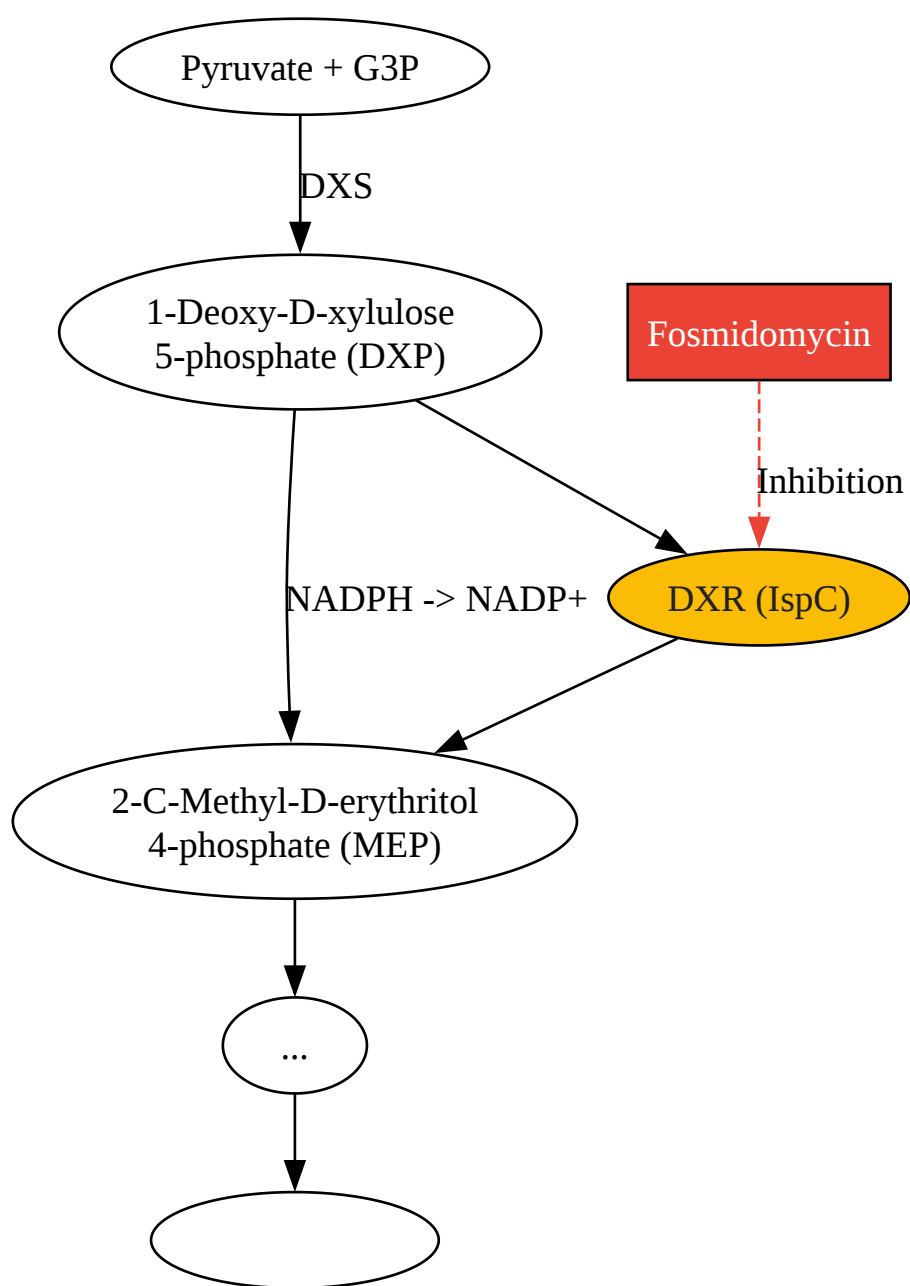 Pyruvate + G3P
DXS
1-Deoxy-D-xylulose
5-phosphate (DXP)
Fosmidomycin
Inhibition
NADPH -> NADP+
DXR (IspC)
2-C-Methyl-D-erythritol
4-phosphate (MEP)
...